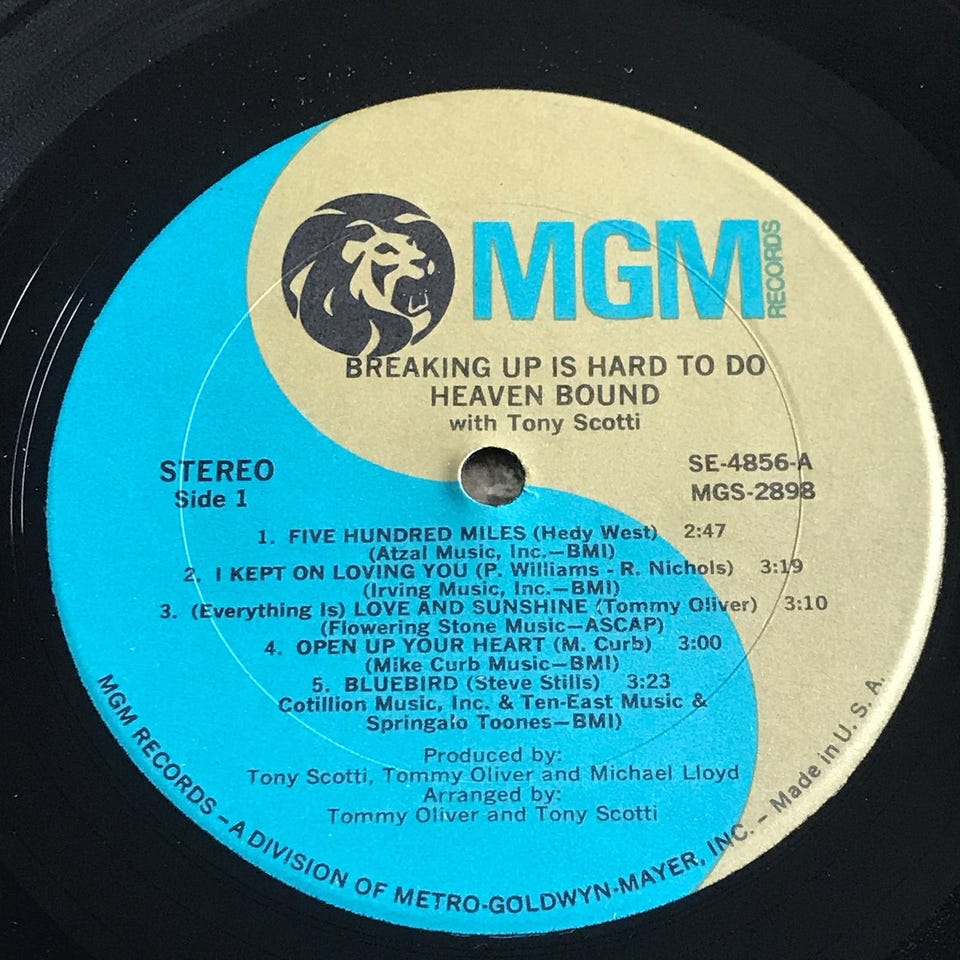 MGM RECORDS
BREAKING UP IS HARD TO DO
HEAVEN BOUND
with Tony Scotti
STEREO
Side 1
SE-4856-A
MGS-2898
1. FIVE HUNDRED MILES (Hedy West) 2:47
(Atzal Music, Inc.—BMI)
2. I KEPT ON LOVING YOU (P. Williams - R. Nichols) 3:19
(Irving Music, Inc.—BMI)
3. (Everything Is) LOVE AND SUNSHINE (Tommy Oliver) 3:10
(Flowering Stone Music—ASCAP)
4. OPEN UP YOUR HEART (M. Curb) 3:00
(Mike Curb Music—BMI)
5. BLUEBIRD (Steve Stills) 3:23
Cotillion Music, Inc. & Ten-East Music &
Springalo Toones—BMI)
Produced by:
Tony Scotti, Tommy Oliver and Michael Lloyd
Arranged by:
Tommy Oliver and Tony Scotti
MGM RECORDS – A DIVISION OF METRO-GOLDWYN-MAYER, INC. – Made in U. S. A.